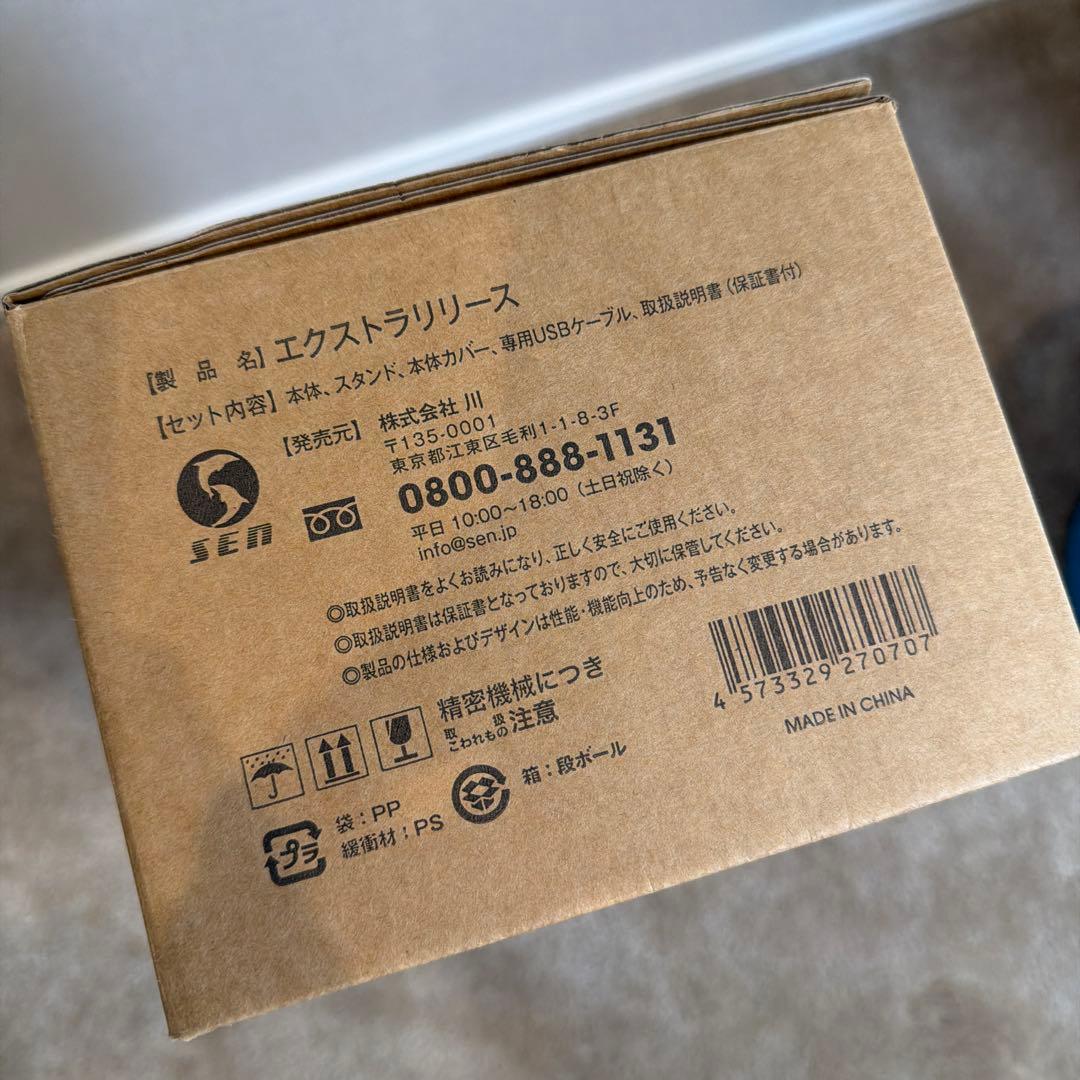 【製　品　名】エクストラリリース
【セット内容】本体、スタンド、本体カバー、専用USBケーブル、取扱説明書(保証書付)
【発売元】株式会社 川
〒135-0001
東京都江東区毛利1-1-8-3F
0800-888-1131
平日 10:00〜18:00（土日祝除く）
info@sen.jp
SEN
◎取扱説明書をよくお読みになり、正しく安全にご使用ください。
◎取扱説明書は保証書となっておりますので、大切に保管してください。
◎製品の仕様およびデザインは性能・機能向上のため、予告なく変更する場合があります。
精密機械につき
取扱
こわれもの注意
4 573329 270707
MADE IN CHINA
プラ
袋：PP
緩衝材：PS
箱：段ボール